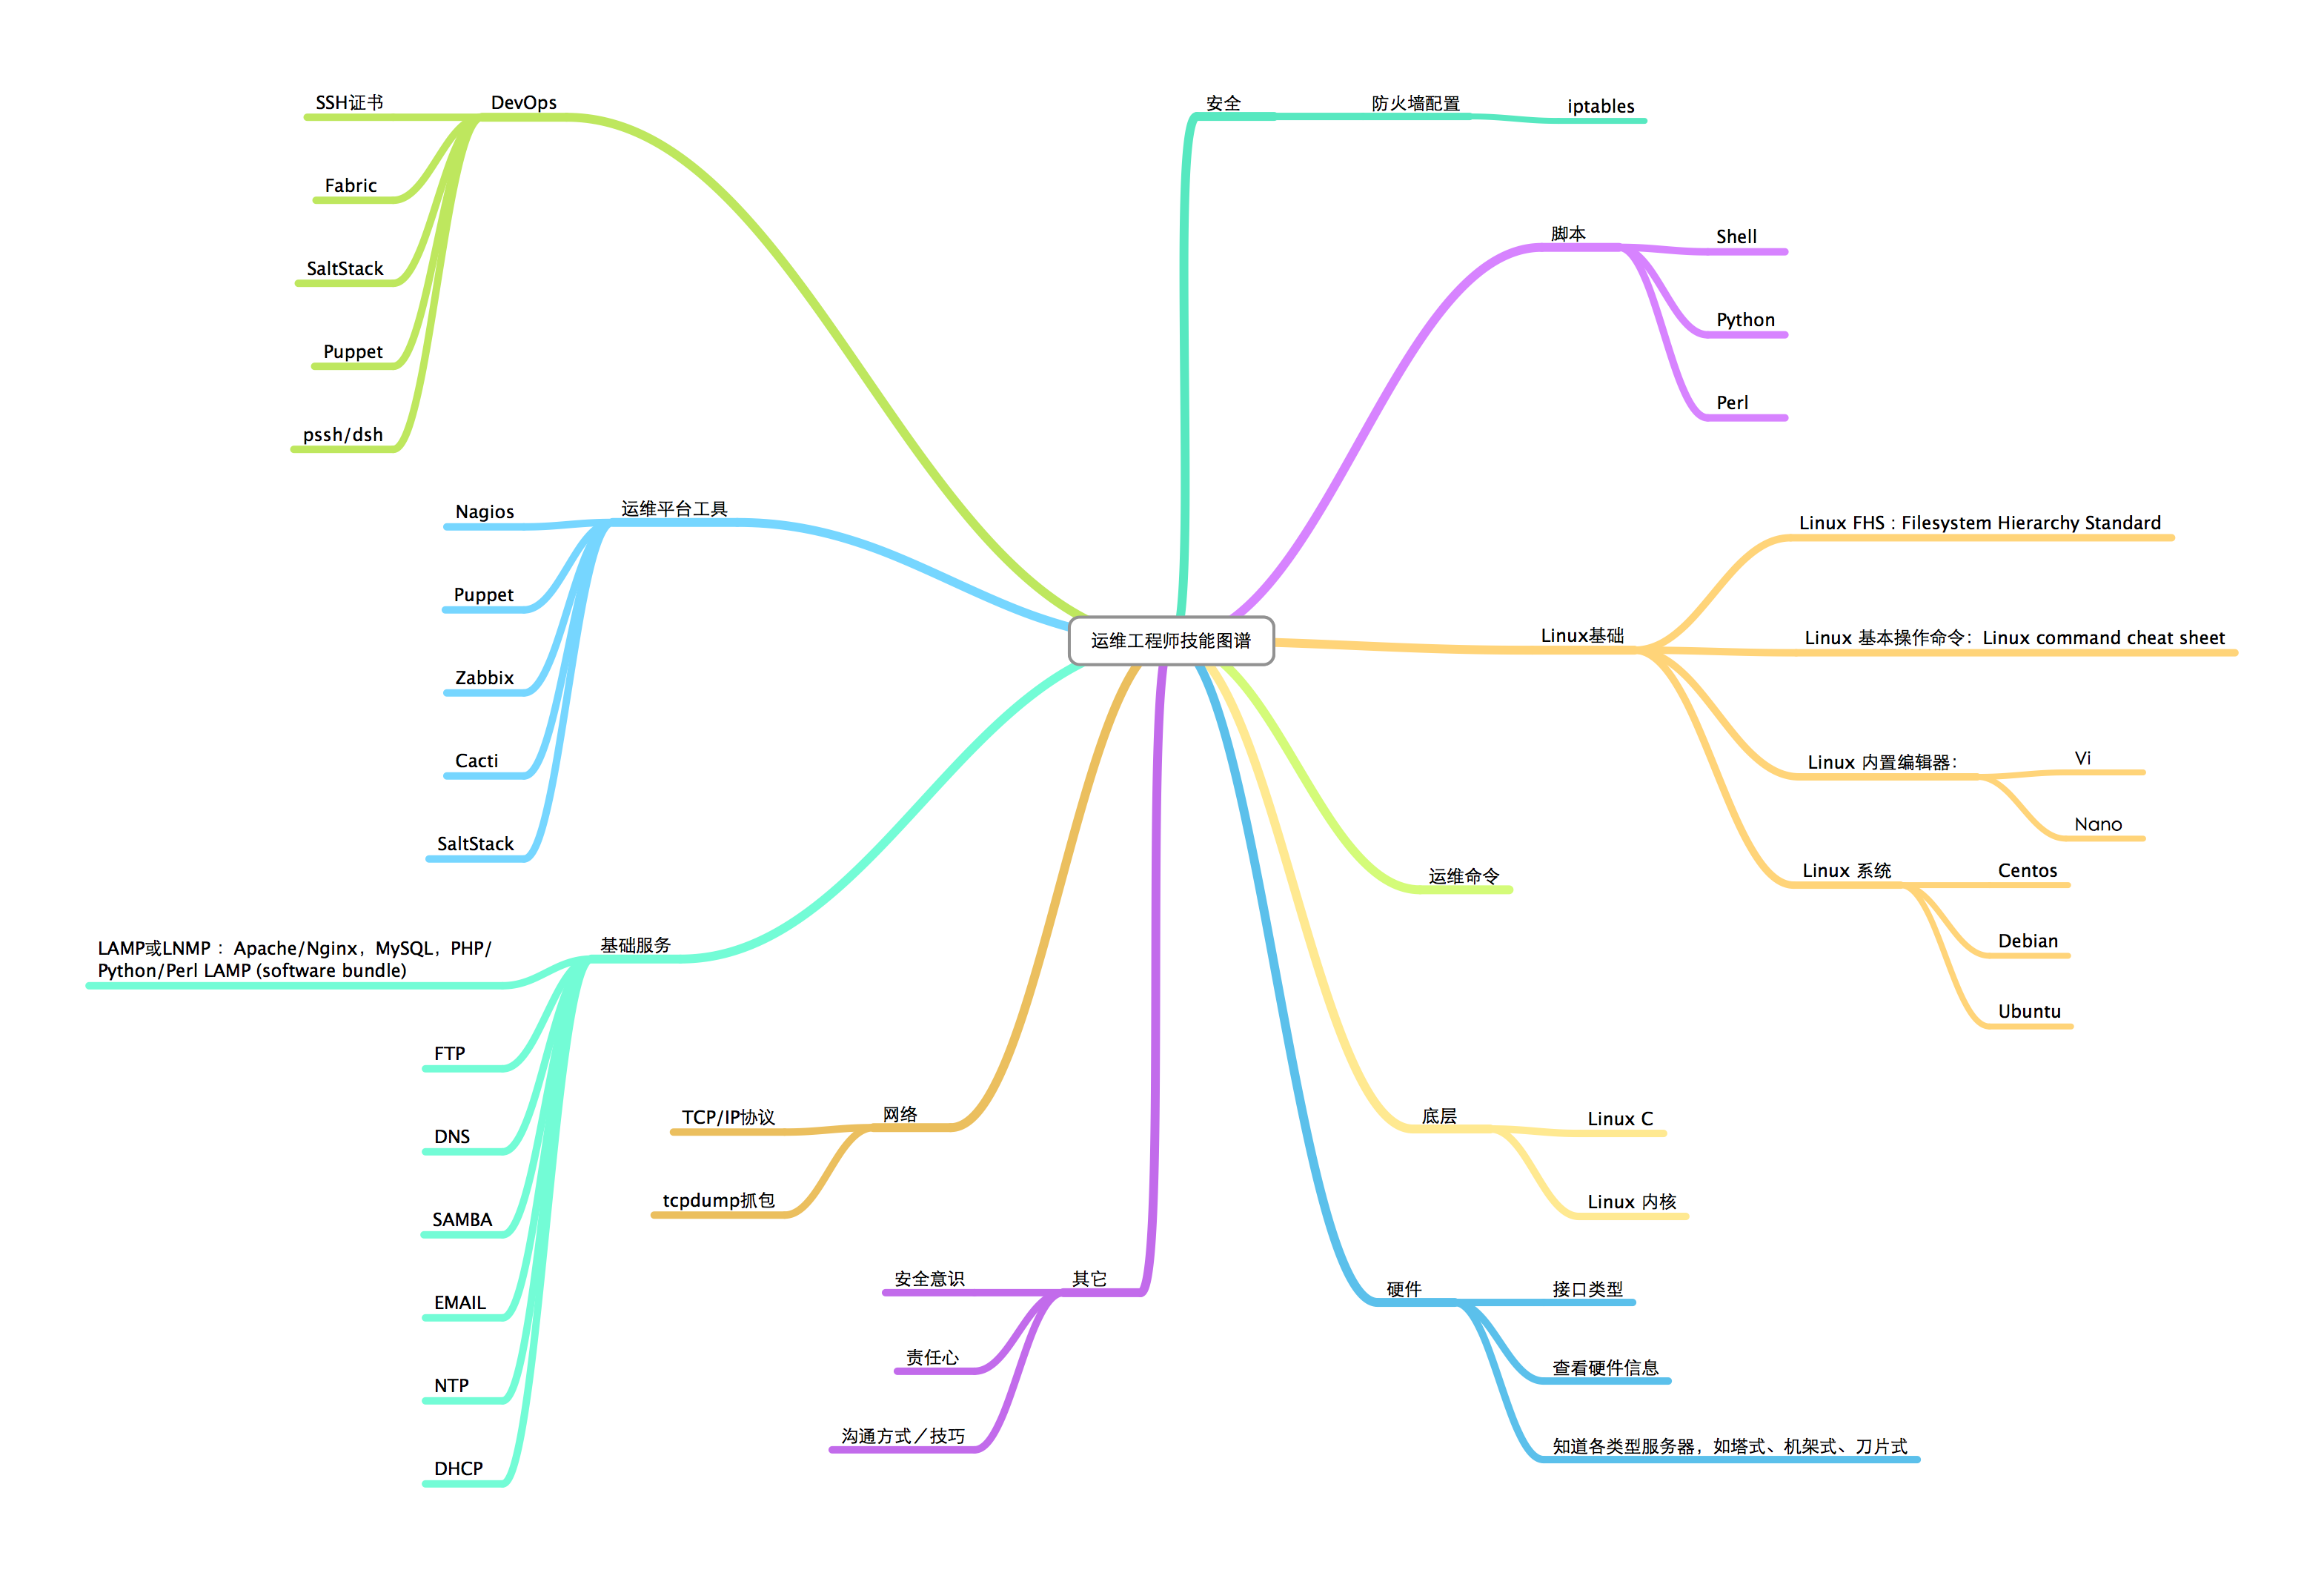 运维工程师技能图谱
安全
防火墙配置
iptables
脚本
Shell
Python
Perl
Linux基础
Linux FHS : Filesystem Hierarchy Standard
Linux 基本操作命令：Linux command cheat sheet
Linux 内置编辑器：
Vi
Nano
Linux 系统
Centos
Debian
Ubuntu
运维命令
底层
Linux C
Linux 内核
硬件
接口类型
查看硬件信息
知道各类型服务器，如塔式、机架式、刀片式
DevOps
SSH证书
Fabric
SaltStack
Puppet
pssh/dsh
运维平台工具
Nagios
Puppet
Zabbix
Cacti
SaltStack
基础服务
LAMP或LNMP ：Apache/Nginx，MySQL，PHP/
Python/Perl LAMP (software bundle)
FTP
DNS
SAMBA
EMAIL
NTP
DHCP
网络
TCP/IP协议
tcpdump抓包
其它
安全意识
责任心
沟通方式／技巧